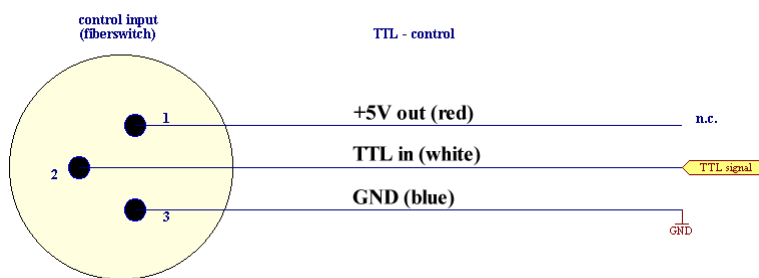 control input
(fiberswitch)
TTL - control
1
+5V out (red)
n.c.
2
TTL in (white)
TTL signal
3
GND (blue)
GND